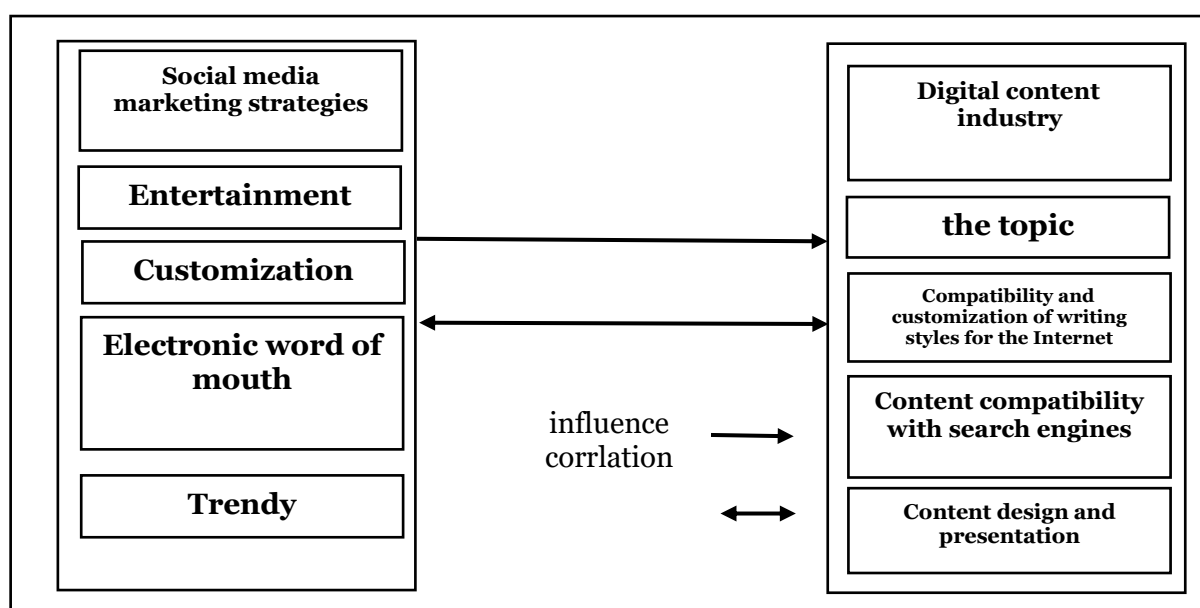 Social media
marketing strategies
Entertainment
Customization
Electronic word of
mouth
Trendy
influence
corrlation
Digital content
industry
the topic
Compatibility and
customization of writing
styles for the Internet
Content compatibility
with search engines
Content design and
presentation